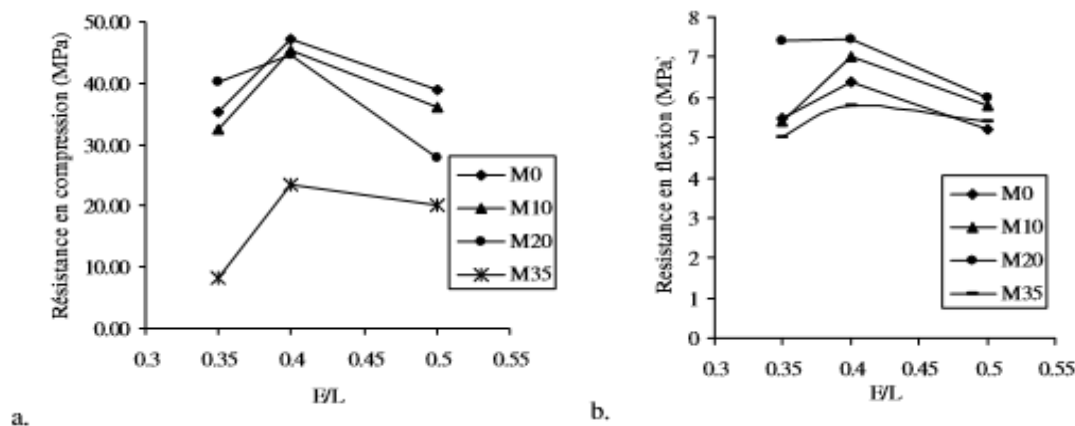 50.00
40.00
30.00
20.00
10.00
0.00
Résistance en compression (MPa)
0.3 0.35 0.4 0.45 0.5 0.55
E/L
M0
M10
M20
M35
a.
8
7
6
5
4
3
2
1
0
Resistance en flexion (MPa)
0.3 0.35 0.4 0.45 0.5 0.55
E/L
M0
M10
M20
M35
b.